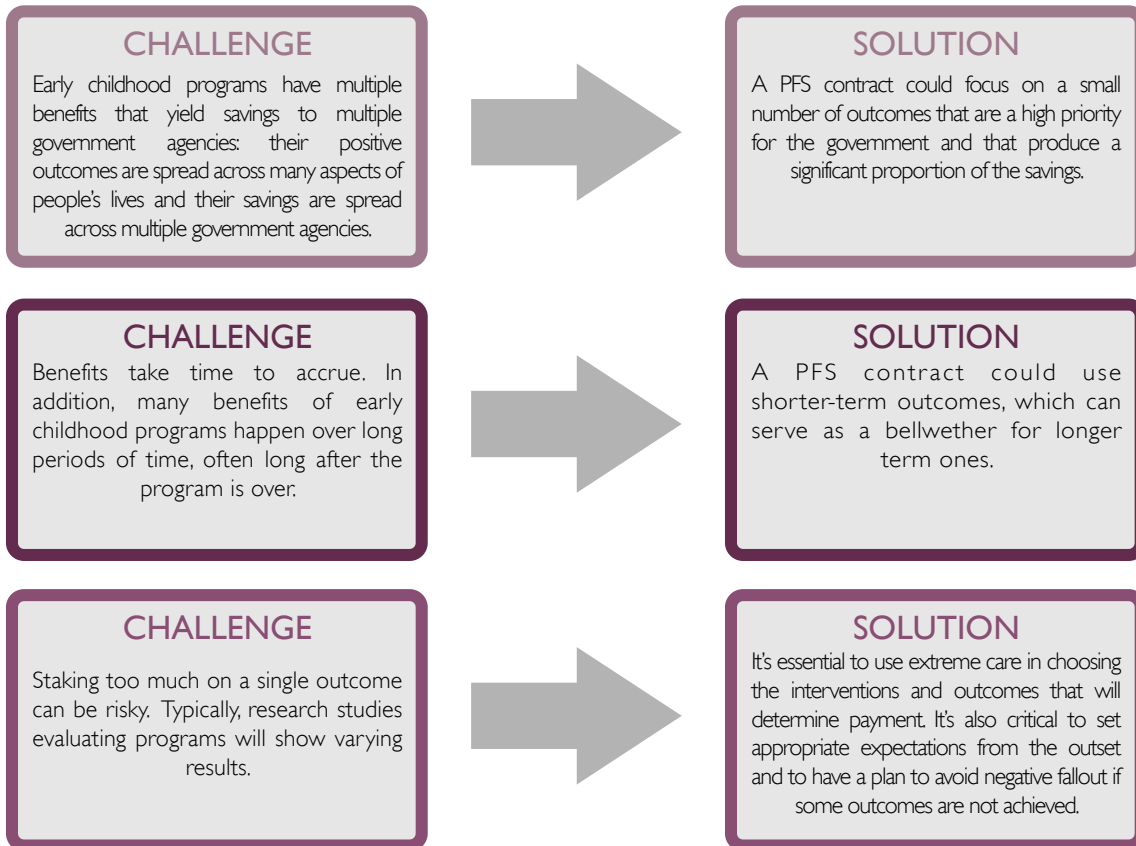 CHALLENGE
Early childhood programs have multiple
benefits that yield savings to multiple
government agencies: their positive
outcomes are spread across many aspects of
people's lives and their savings are spread
across multiple government agencies.
SOLUTION
A PFS contract could focus on a small
number of outcomes that are a high priority
for the government and that produce a
significant proportion of the savings.
CHALLENGE
Benefits take time to accrue. In
addition, many benefits of early
childhood programs happen over long
periods of time, often long after the
program is over.
SOLUTION
A PFS contract could use
shorter-term outcomes, which can
serve as a bellwether for longer
term ones.
CHALLENGE
Staking too much on a single outcome
can be risky. Typically, research studies
evaluating programs will show varying
results.
SOLUTION
It's essential to use extreme care in choosing
the interventions and outcomes that will
determine payment. It's also critical to set
appropriate expectations from the outset
and to have a plan to avoid negative fallout if
some outcomes are not achieved.